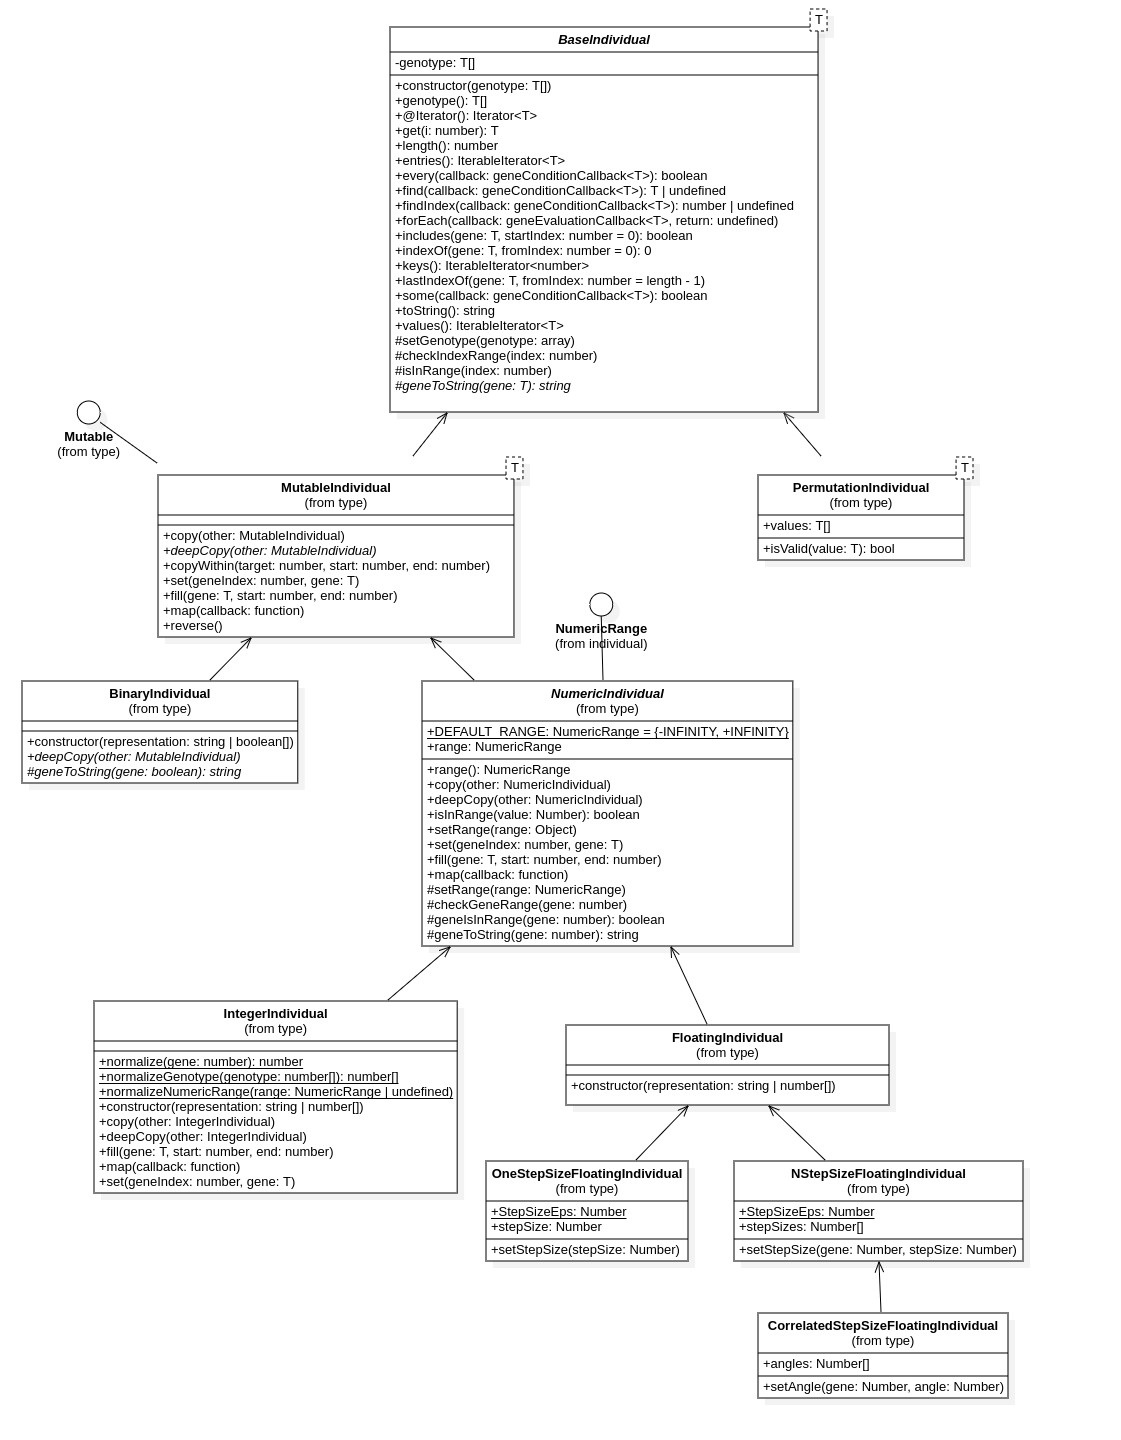 T
BaseIndividual
-genotype: T[]
+constructor(genotype: T[])
+genotype(): T[]
+@Iterator(): Iterator<T>
+get(i: number): T
+length(): number
+entries(): IterableIterator<T>
+every(callback: geneConditionCallback<T>): boolean
+find(callback: geneConditionCallback<T>): T | undefined
+findIndex(callback: geneConditionCallback<T>): number | undefined
+forEach(callback: geneEvaluationCallback<T>, return: undefined)
+includes(gene: T, startIndex: number = 0): boolean
+indexOf(gene: T, fromIndex: number = 0): 0
+keys(): IterableIterator<number>
+lastIndexOf(gene: T, fromIndex: number = length - 1)
+some(callback: geneConditionCallback<T>): boolean
+toString(): string
+values(): IterableIterator<T>
#setGenotype(genotype: array)
#checkIndexRange(index: number)
#isInRange(index: number)
#geneToString(gene: T): string
Mutable
(from type)
T
MutableIndividual
(from type)
+copy(other: MutableIndividual)
+deepCopy(other: MutableIndividual)
+copyWithin(target: number, start: number, end: number)
+set(geneIndex: number, gene: T)
+fill(gene: T, start: number, end: number)
+map(callback: function)
+reverse()
T
PermutationIndividual
(from type)
+values: T[]
+isValid(value: T): bool
NumericRange
(from individual)
BinaryIndividual
(from type)
+constructor(representation: string | boolean[])
+deepCopy(other: MutableIndividual)
#geneToString(gene: boolean): string
NumericIndividual
(from type)
+DEFAULT_RANGE: NumericRange = {-INFINITY, +INFINITY}
+range: NumericRange
+range(): NumericRange
+copy(other: NumericIndividual)
+deepCopy(other: NumericIndividual)
+isInRange(value: Number): boolean
+setRange(range: Object)
+set(geneIndex: number, gene: T)
+fill(gene: T, start: number, end: number)
+map(callback: function)
#setRange(range: NumericRange)
#checkGeneRange(gene: number)
#geneIsInRange(gene: number): boolean
#geneToString(gene: number): string
IntegerIndividual
(from type)
+normalize(gene: number): number
+normalizeGenotype(genotype: number[]): number[]
+normalizeNumericRange(range: NumericRange | undefined)
+constructor(representation: string | number[])
+copy(other: IntegerIndividual)
+deepCopy(other: IntegerIndividual)
+fill(gene: T, start: number, end: number)
+map(callback: function)
+set(geneIndex: number, gene: T)
FloatingIndividual
(from type)
+constructor(representation: string | number[])
OneStepSizeFloatingIndividual
(from type)
+StepSizeEps: Number
+stepSize: Number
+setStepSize(stepSize: Number)
NStepSizeFloatingIndividual
(from type)
+StepSizeEps: Number
+stepSizes: Number[]
+setStepSize(gene: Number, stepSize: Number)
CorrelatedStepSizeFloatingIndividual
(from type)
+angles: Number[]
+setAngle(gene: Number, angle: Number)